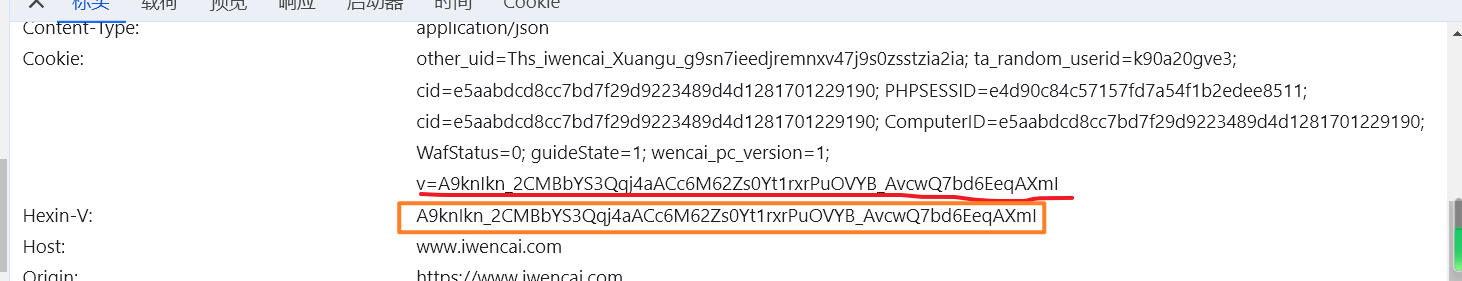 标头 载荷 预览 响应 启动器 时间 Cookie
Content-Type: application/json
Cookie: other_uid=Ths_iwencai_Xuangu_g9sn7ieedjremnxv47j9s0zsstzia2ia; ta_random_userid=k90a20gve3;
cid=e5aabdcd8cc7bd7f29d9223489d4d1281701229190; PHPSESSID=e4d90c84c57157fd7a54f1b2edee8511;
cid=e5aabdcd8cc7bd7f29d9223489d4d1281701229190; ComputerID=e5aabdcd8cc7bd7f29d9223489d4d1281701229190;
WafStatus=0; guideState=1; wencai_pc_version=1;
v=A9knIkn_2CMBbYS3Qqj4aACc6M62Zs0Yt1rxrPuOVYB_AvcwQ7bd6EeqAXmI
Hexin-V: A9knIkn_2CMBbYS3Qqj4aACc6M62Zs0Yt1rxrPuOVYB_AvcwQ7bd6EeqAXmI
Host: www.iwencai.com
Origin: https://www.iwencai.com